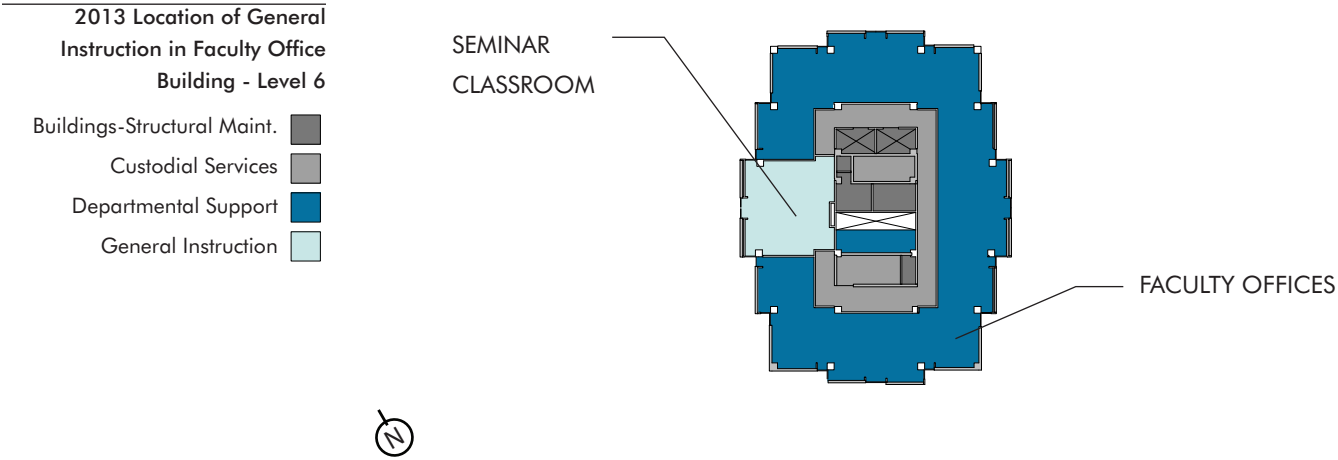 2013 Location of General
Instruction in Faculty Office
Building - Level 6
Buildings-Structural Maint.
Custodial Services
Departmental Support
General Instruction
SEMINAR
CLASSROOM
FACULTY OFFICES
N